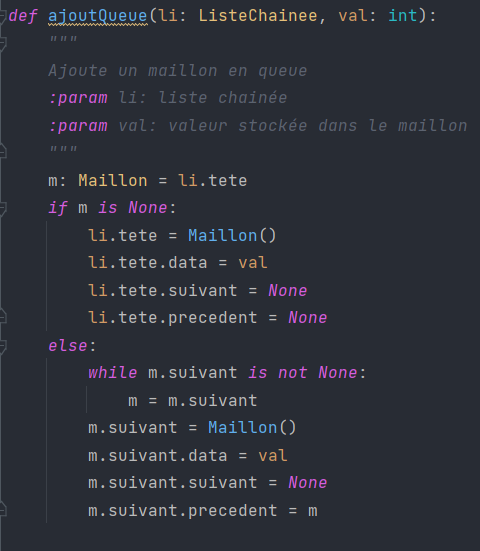 def ajoutQueue(li: ListeChainee, val: int):
    """
    Ajoute un maillon en queue
    :param li: liste chainée
    :param val: valeur stockée dans le maillon
    """
    m: Maillon = li.tete
    if m is None:
        li.tete = Maillon()
        li.tete.data = val
        li.tete.suivant = None
        li.tete.precedent = None
    else:
        while m.suivant is not None:
            m = m.suivant
        m.suivant = Maillon()
        m.suivant.data = val
        m.suivant.suivant = None
        m.suivant.precedent = m